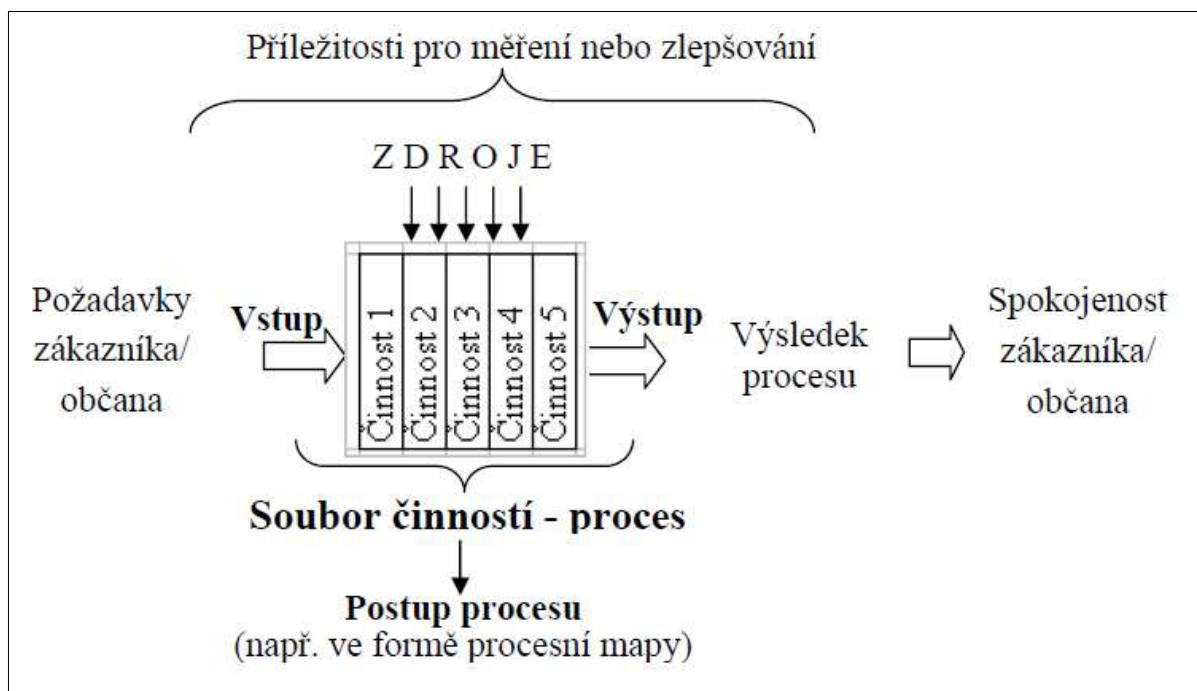 Příležitosti pro měření nebo zlepšování
Z D R O J E
Požadavky
zákazníka/
občana
Vstup
Činnost 1
Činnost 2
Činnost 3
Činnost 4
Činnost 5
Výstup
Výsledek
procesu
Spokojenost
zákazníka/
občana
Soubor činností - proces
Postup procesu
(např. ve formě procesní mapy)